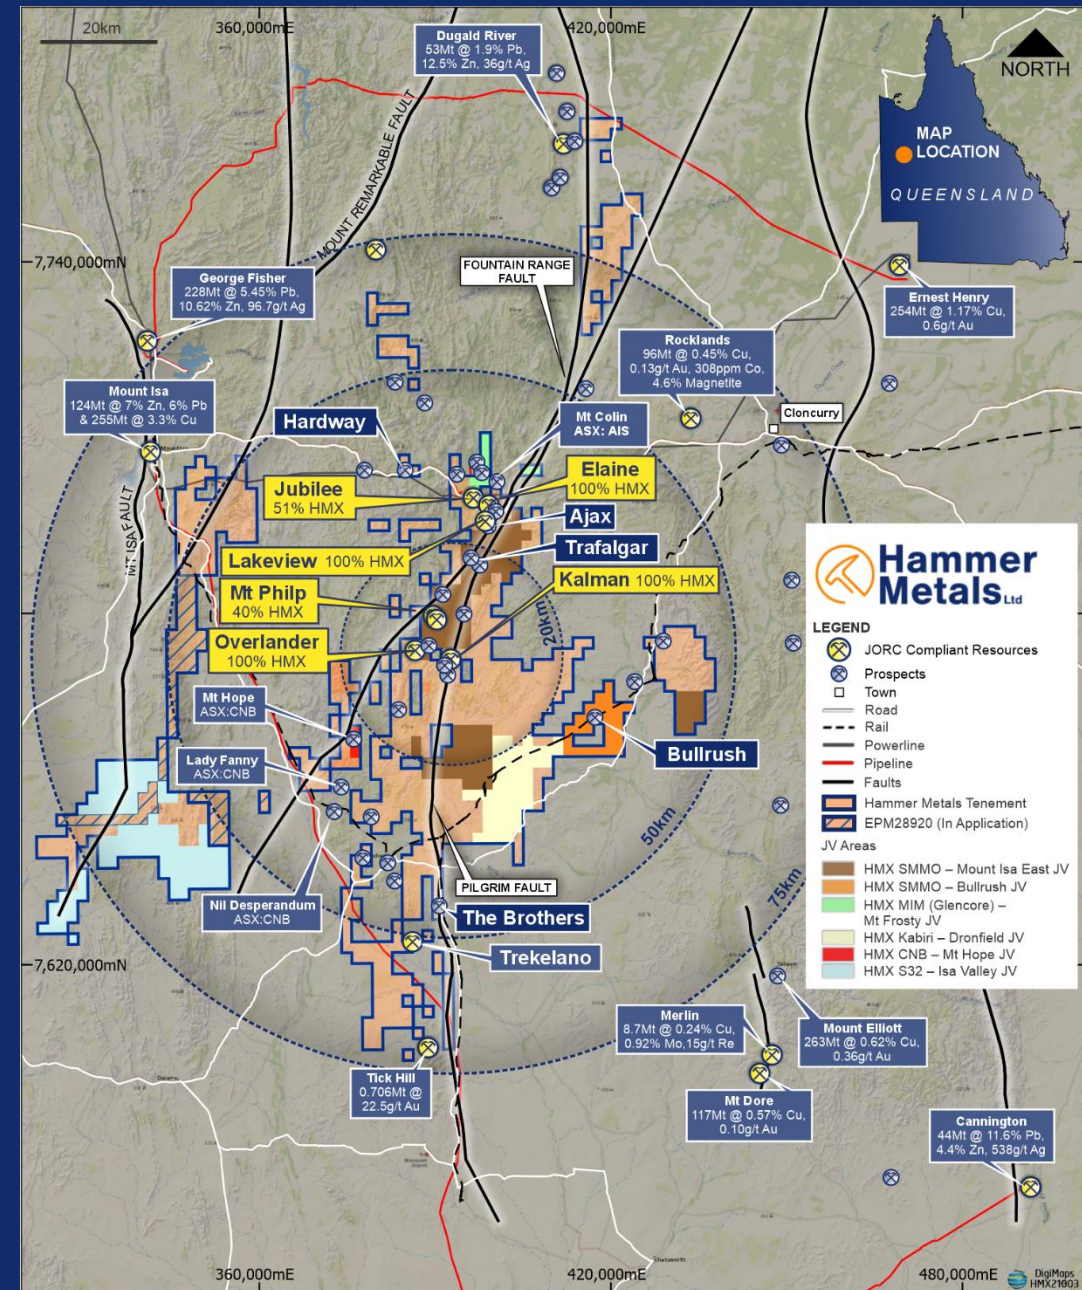 20km
360,000mE
420,000mE
NORTH
Dugald River
53Mt @ 1.9% Pb,
12.5% Zn, 36g/t Ag
MAP
LOCATION
QUEENSLAND
MOUNT REMARKABLE FAULT
7,740,000mN
FOUNTAIN RANGE
FAULT
George Fisher
228Mt @ 5.45% Pb,
10.62% Zn, 96.7g/t Ag
Ernest Henry
254Mt @ 1.17% Cu,
0.6g/t Au
Rocklands
96Mt @ 0.45% Cu,
0.13g/t Au, 308ppm Co,
4.6% Magnetite
Mount Isa
124Mt @ 7% Zn, 6% Pb
& 255Mt @ 3.3% Cu
Cloncurry
Hardway
Mt Colin
ASX: AIS
Elaine
100% HMX
Jubilee
51% HMX
Ajax
MT ISA FAULT
Trafalgar
Lakeview 100% HMX
Kalman 100% HMX
Mt Philp
40% HMX
20km
Overlander
100% HMX
Mt Hope
ASX:CNB
Bullrush
Lady Fanny
ASX:CNB
50km
75km
PILGRIM FAULT
Nil Desperandum
ASX:CNB
The Brothers
7,620,000mN
Trekelano
Merlin
8.7Mt @ 0.24% Cu,
0.92% Mo,15g/t Re
Mount Elliott
263Mt @ 0.62% Cu,
0.36g/t Au
Tick Hill
0.706Mt @
22.5g/t Au
Mt Dore
117Mt @ 0.57% Cu,
0.10g/t Au
Cannington
44Mt @ 11.6% Pb,
4.4% Zn, 538g/t Ag
360,000mE
420,000mE
480,000mE
Hammer
Metals Ltd
LEGEND
JORC Compliant Resources
Prospects
Town
Road
Rail
Powerline
Pipeline
Faults
Hammer Metals Tenement
EPM28920 (In Application)
JV Areas
HMX SMMO – Mount Isa East JV
HMX SMMO – Bullrush JV
HMX MIM (Glencore) –
Mt Frosty JV
HMX Kabiri – Dronfield JV
HMX CNB – Mt Hope JV
HMX S32 – Isa Valley JV
DigiMaps
HMX21003